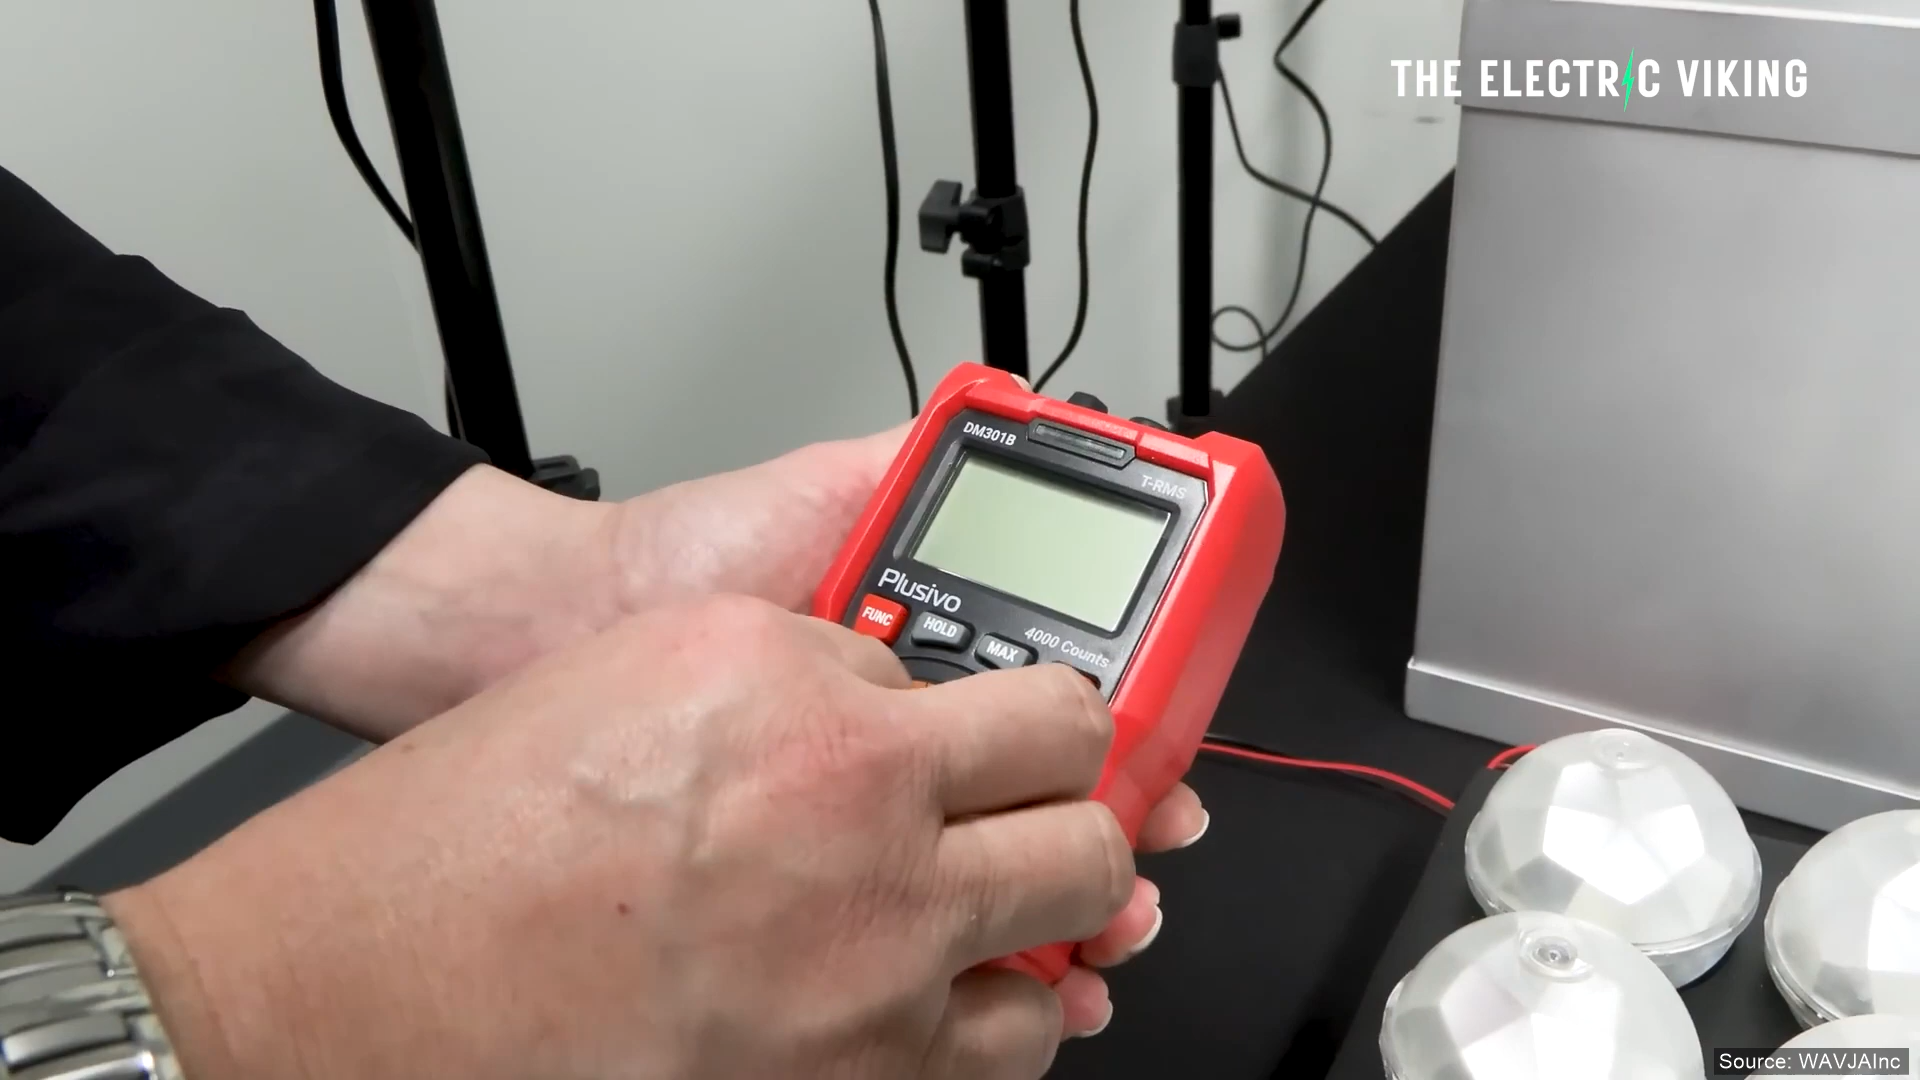 THE ELECTRIC VIKING
DM301B
T-RMS
Plusivo
FUNC
HOLD
MAX
4000 Counts
Source: WAVJAInc